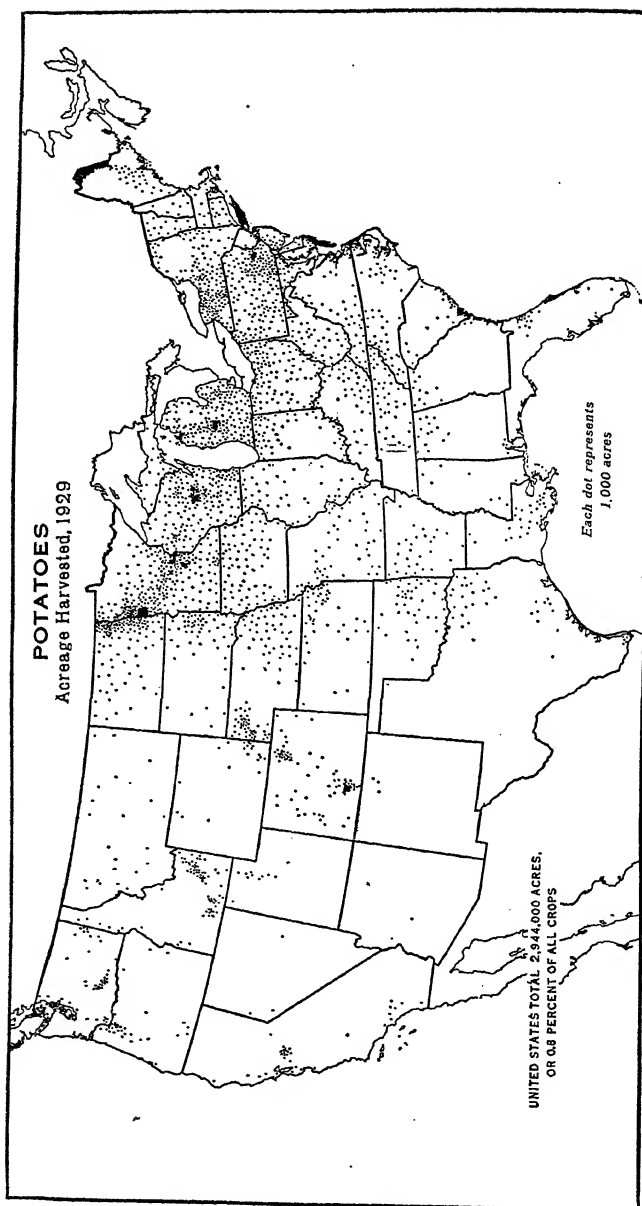 POTATOES
Acreage Harvested, 1929
Each dot represents
1,000 acres
UNITED STATES TOTAL 2,944,000 ACRES,
OR 0.8 PERCENT OF ALL CROPS